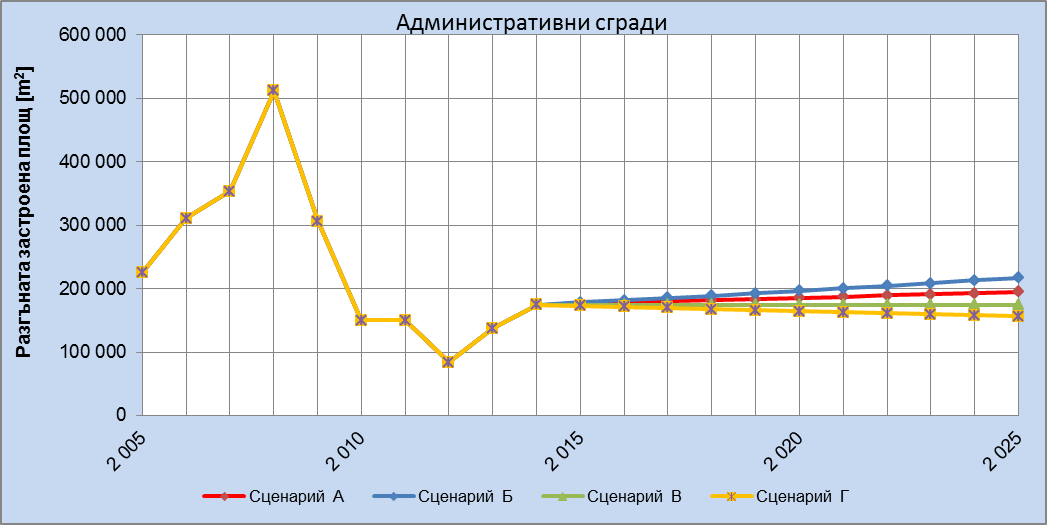 Административни сгради
Разгъната застроена площ [m²]
600 000
500 000
400 000
300 000
200 000
100 000
0
2 005
2 010
2 015
2 020
2 025
Сценарий А
Сценарий Б
Сценарий В
Сценарий Г